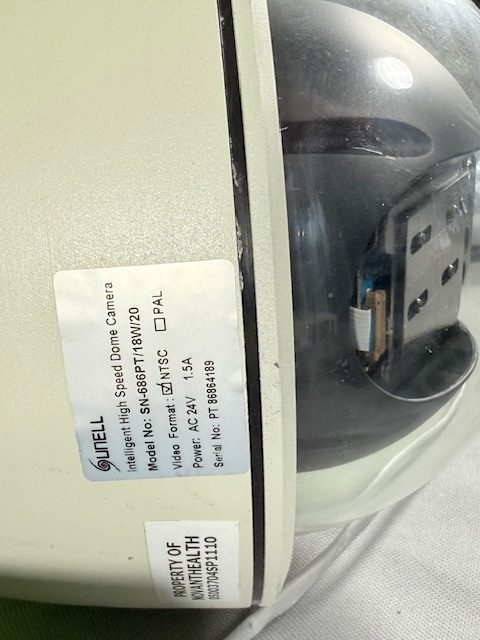 SUNELL
Intelligent High Speed Dome Camera
Model No: SN-686PT/18W/20
Video Format: ☑NTSC ☐PAL
Power: AC 24V 1.5A
Serial No: PT 86864189
PROPERTY OF
NOVANTHEALTH
05003704SP1110